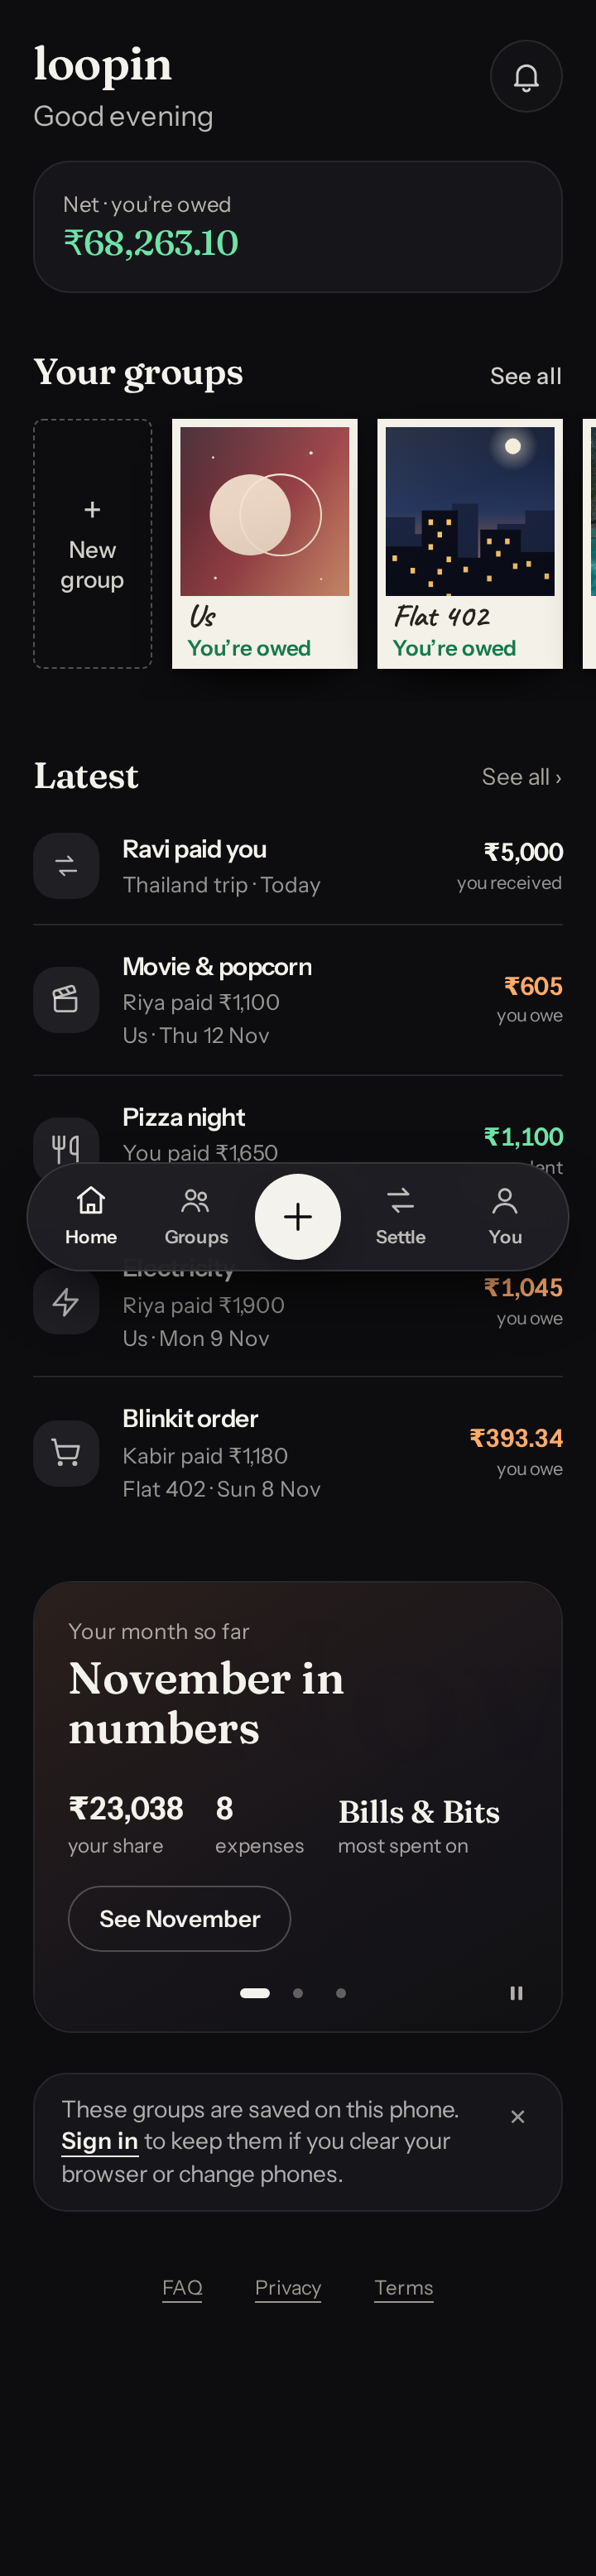 loopin
Good evening
Net · you’re owed
₹68,263.10
Your groups
See all
+
New
group
Us
You’re owed
Flat 402
You’re owed
Latest
See all ›
Ravi paid you
₹5,000
Thailand trip · Today
you received
Movie & popcorn
₹605
Riya paid ₹1,100
you owe
Us · Thu 12 Nov
Pizza night
₹1,100
You paid ₹1,650
Home
Groups
Settle
You
Electricity
₹1,045
Riya paid ₹1,900
you owe
Us · Mon 9 Nov
Blinkit order
₹393.34
Kabir paid ₹1,180
you owe
Flat 402 · Sun 8 Nov
Your month so far
November in
numbers
₹23,038
8
Bills & Bits
your share
expenses
most spent on
See November
These groups are saved on this phone.
Sign in to keep them if you clear your
browser or change phones.
FAQ
Privacy
Terms